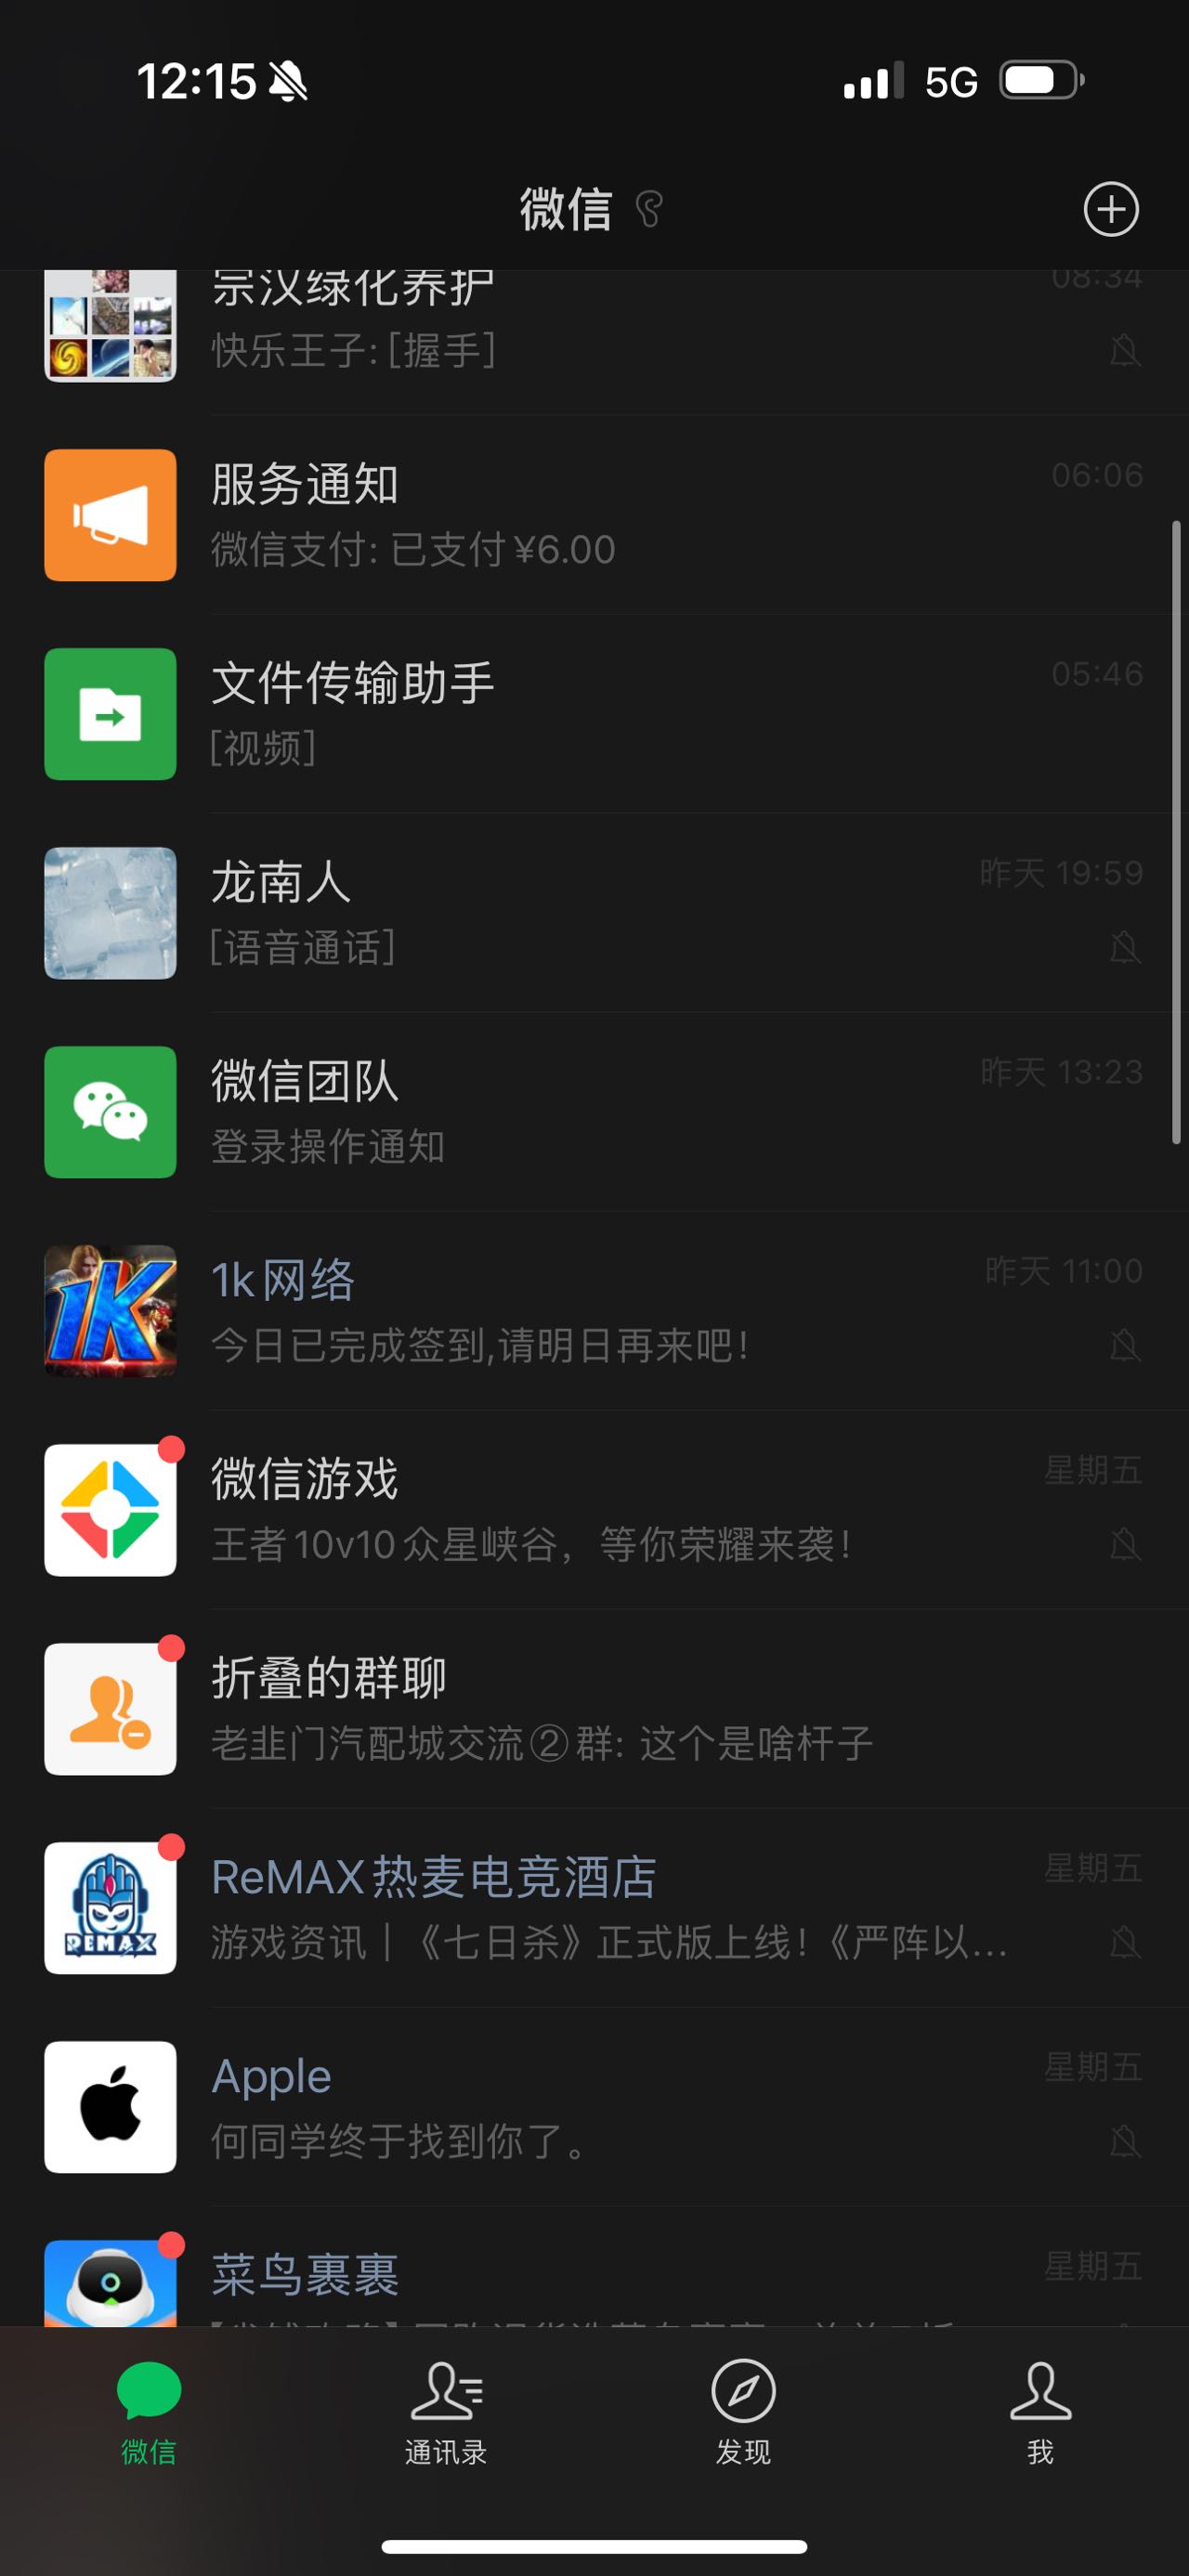 12:15
5G
微信
宗汉绿化养护
08:34
快乐王子: [握手]
服务通知
06:06
微信支付: 已支付¥6.00
文件传输助手
05:46
[视频]
龙南人
昨天 19:59
[语音通话]
微信团队
昨天 13:23
登录操作通知
1K
1k网络
昨天 11:00
今日已完成签到,请明日再来吧！
微信游戏
星期五
王者10v10众星峡谷，等你荣耀来袭！
折叠的群聊
老韭门汽配城交流②群: 这个是啥杆子
REMAX
ReMAX热麦电竞酒店
星期五
游戏资讯｜《七日杀》正式版上线！《严阵以...
Apple
星期五
何同学终于找到你了。
菜鸟裹裹
星期五
微信
通讯录
发现
我